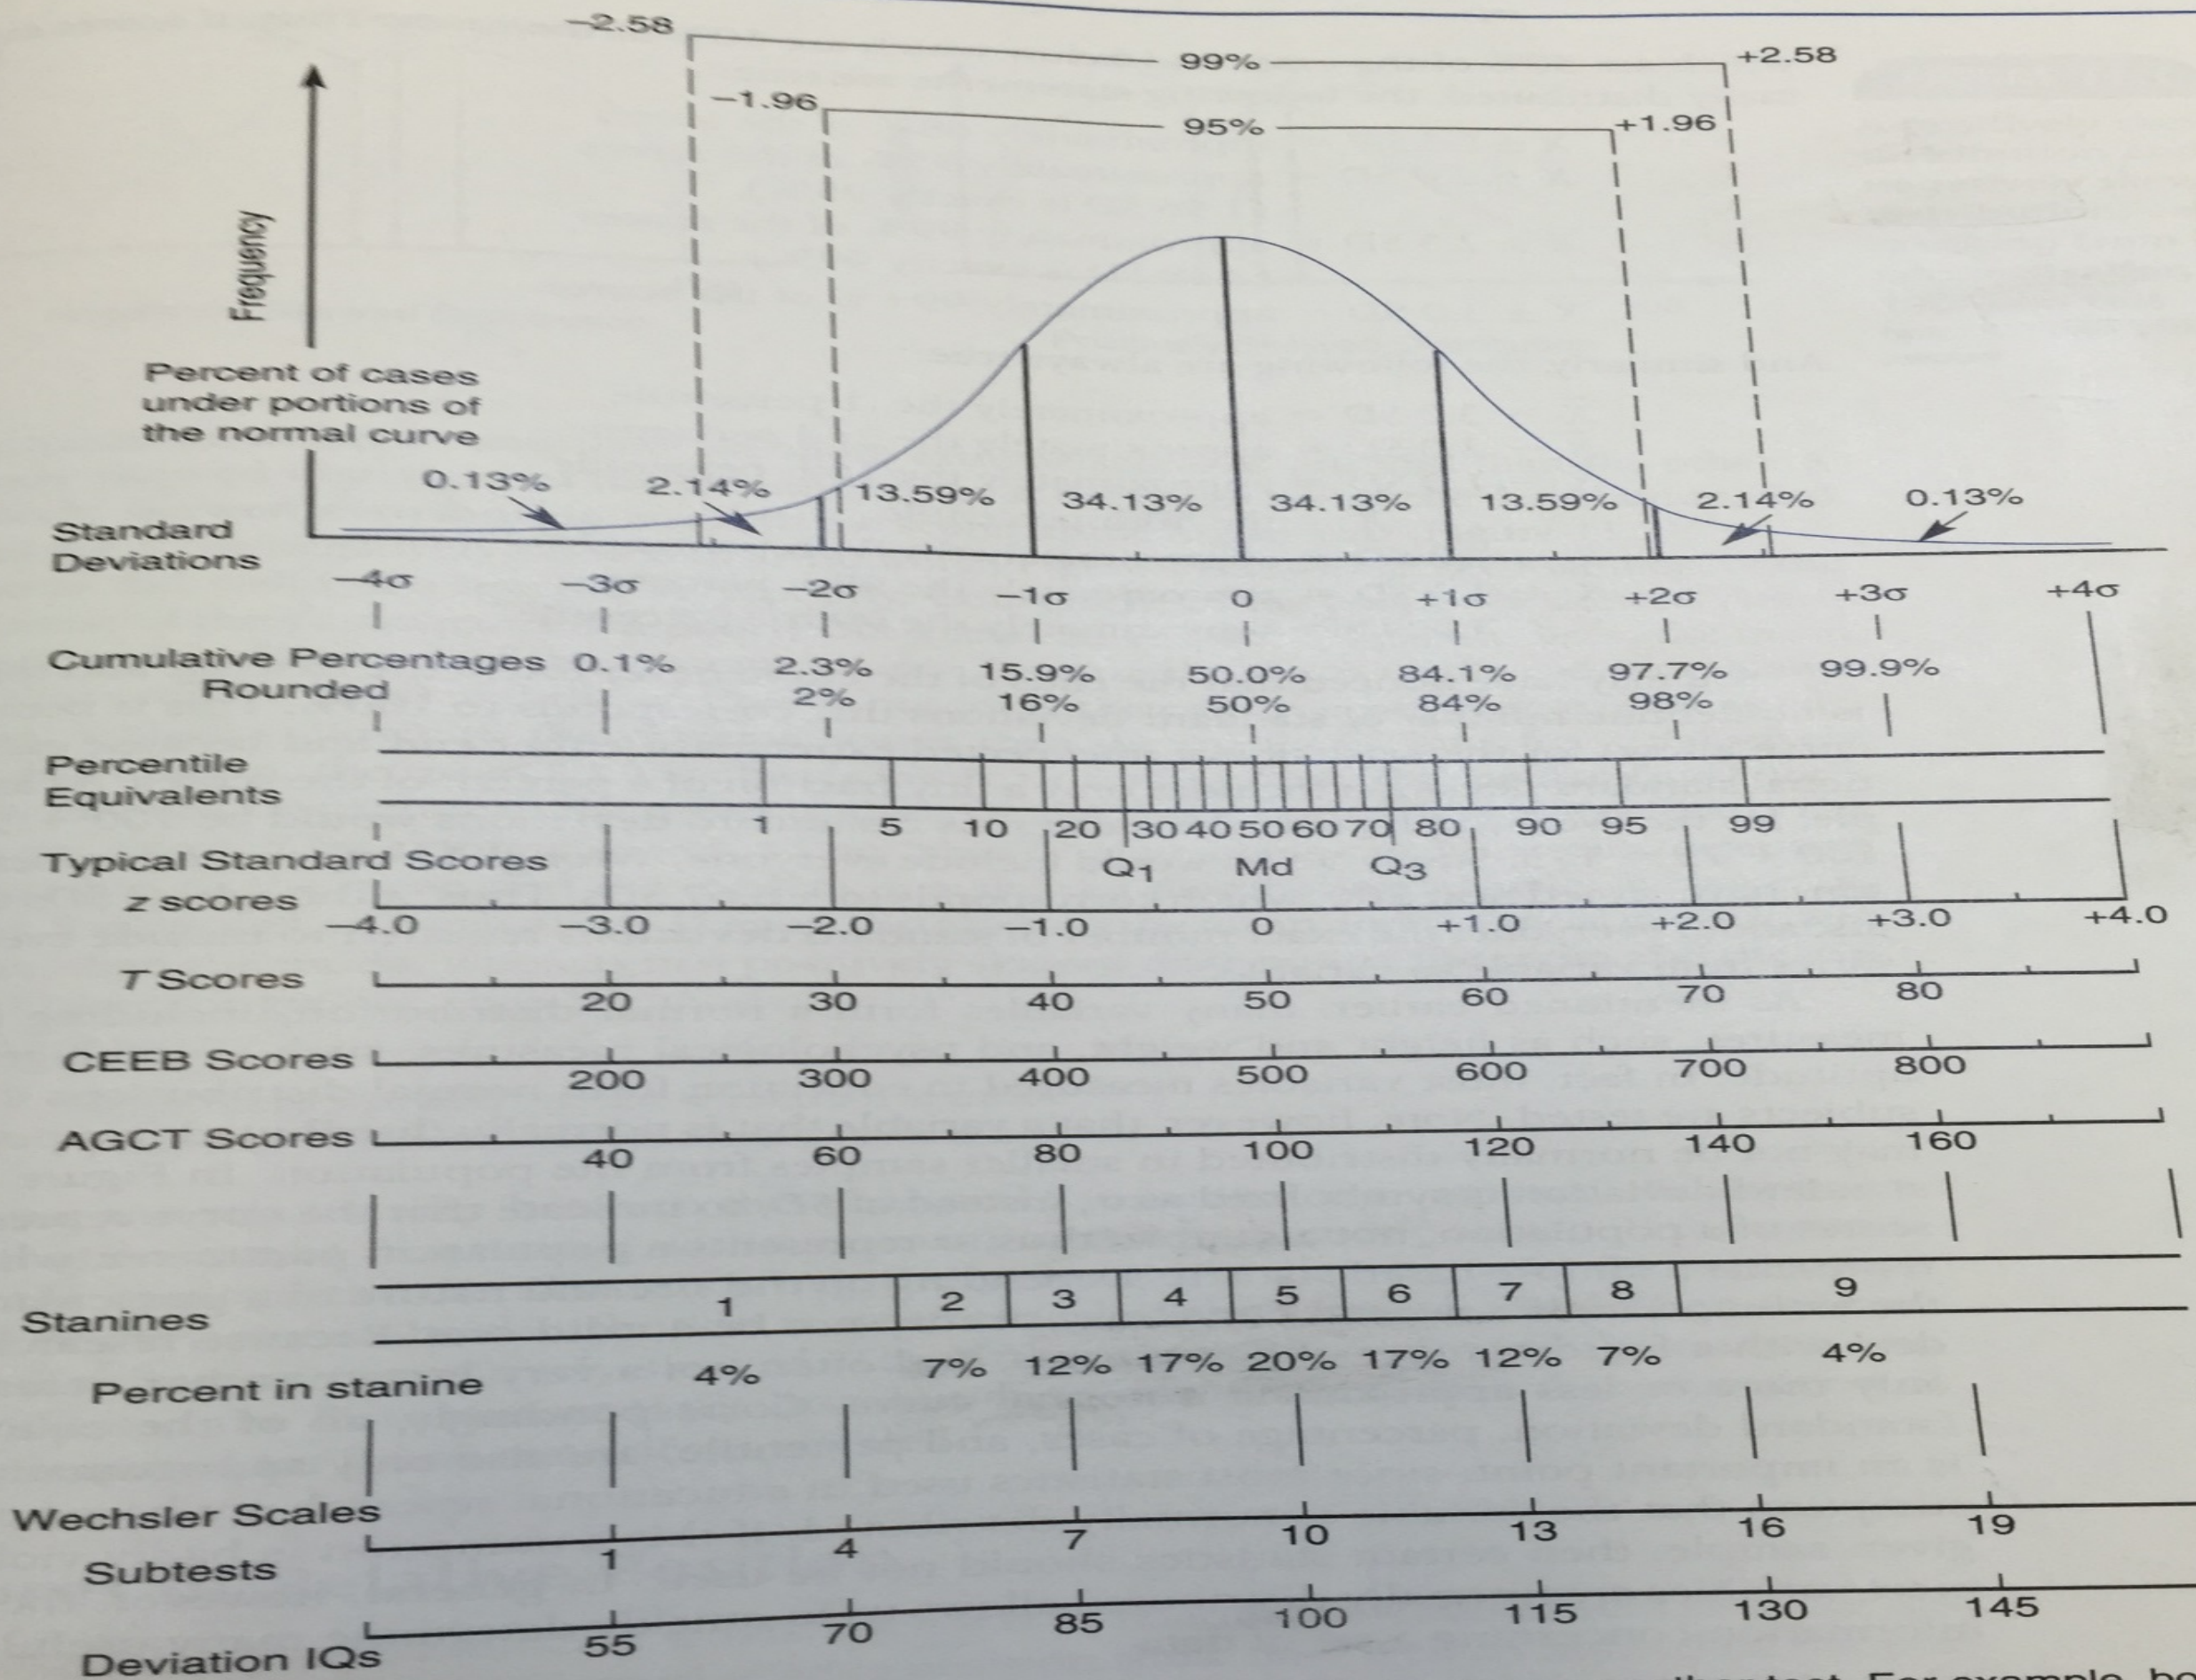 −2.58
99%
+2.58
−1.96
95%
+1.96
Frequency
Percent of cases
under portions of
the normal curve
0.13% 2.14% 13.59% 34.13% 34.13% 13.59% 2.14% 0.13%
Standard
Deviations
−4σ −3σ −2σ −1σ 0 +1σ +2σ +3σ +4σ
Cumulative Percentages 0.1% 2.3% 15.9% 50.0% 84.1% 97.7% 99.9%
Rounded 2% 16% 50% 84% 98%
Percentile
Equivalents
1 5 10 20 30 40 50 60 70 80 90 95 99
Typical Standard Scores Q1 Md Q3
z scores
−4.0 −3.0 −2.0 −1.0 0 +1.0 +2.0 +3.0 +4.0
T Scores
20 30 40 50 60 70 80
CEEB Scores
200 300 400 500 600 700 800
AGCT Scores
40 60 80 100 120 140 160
Stanines 1 2 3 4 5 6 7 8 9
Percent in stanine 4% 7% 12% 17% 20% 17% 12% 7% 4%
Wechsler Scales
Subtests 1 4 7 10 13 16 19
Deviation IQs 55 70 85 100 115 130 145
test. For example,